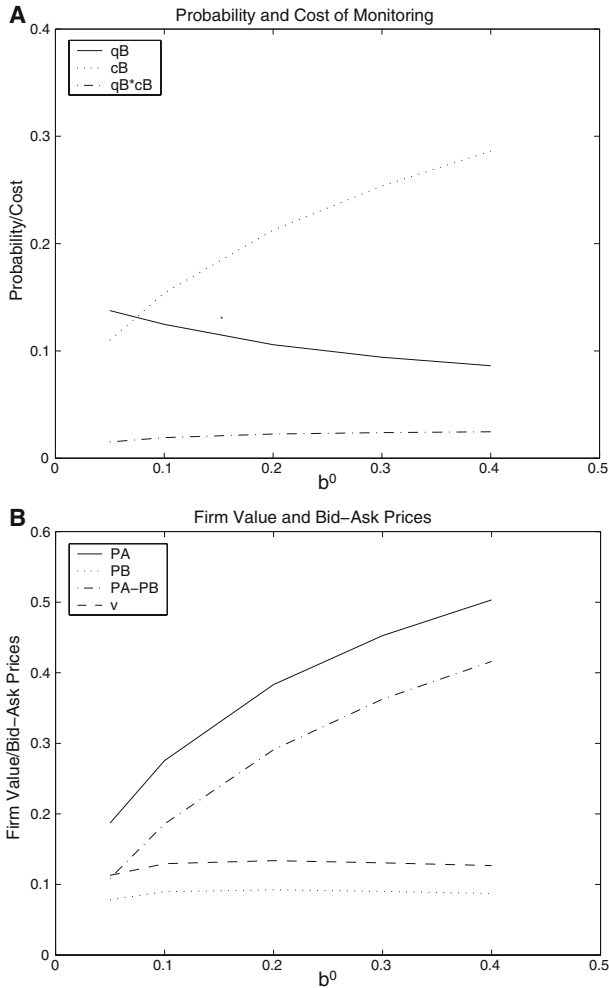 A
Probability and Cost of Monitoring
0.4
qB
cB
qB*cB
0.3
0.2
0.1
0
Probability/Cost
0 0.1 0.2 0.3 0.4 0.5
b⁰
B
Firm Value and Bid–Ask Prices
0.6
PA
PB
PA–PB
v
0.5
0.4
0.3
0.2
0.1
0
Firm Value/Bid–Ask Prices
0 0.1 0.2 0.3 0.4 0.5
b⁰